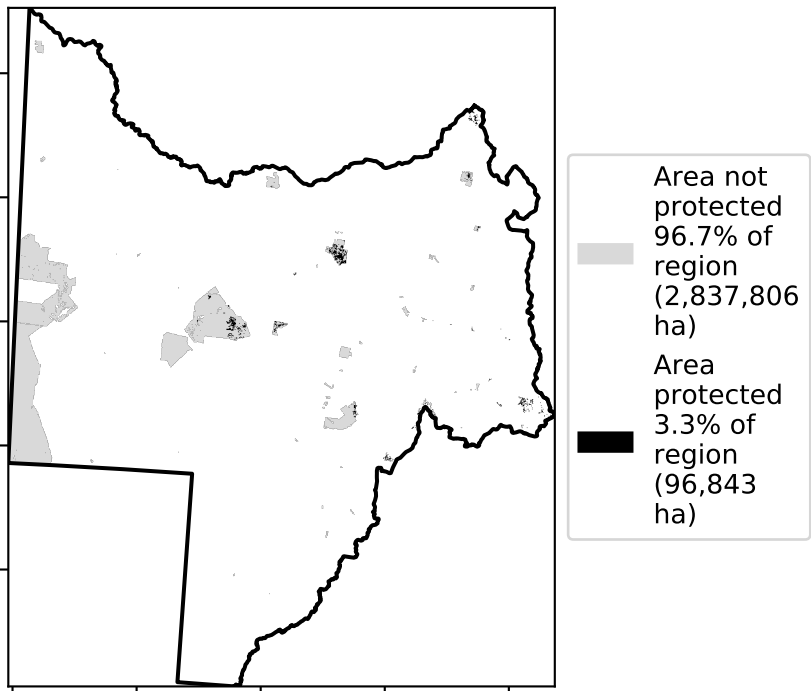 Area not
protected
96.7% of
region
(2,837,806
ha)
Area
protected
3.3% of
region
(96,843
ha)